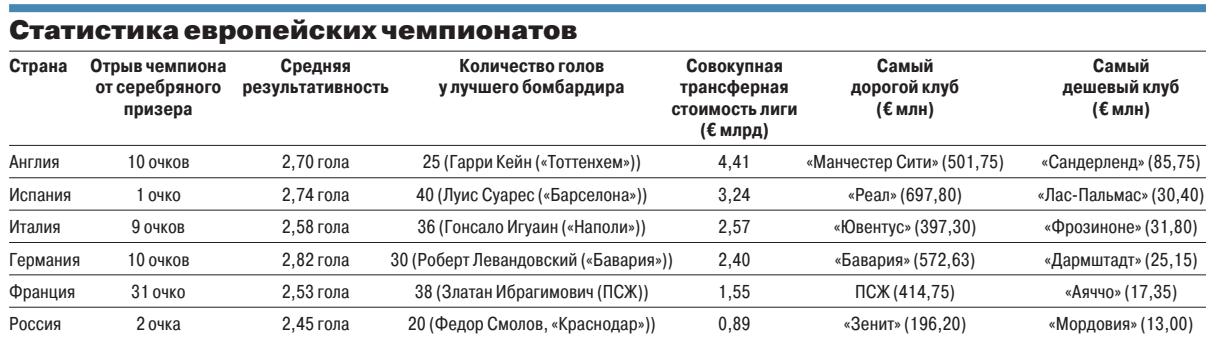 Статистика европейских чемпионатов
Страна Отрыв чемпиона от серебряного призера Средняя результативность Количество голов у лучшего бомбардира Совокупная трансферная стоимость лиги (€ млрд) Самый дорогой клуб (€ млн) Самый дешевый клуб (€ млн)
Англия 10 очков 2,70 гола 25 (Гарри Кейн («Тоттенхем»)) 4,41 «Манчестер Сити» (501,75) «Сандерленд» (85,75)
Испания 1 очко 2,74 гола 40 (Луис Суарес («Барселона»)) 3,24 «Реал» (697,80) «Лас-Пальмас» (30,40)
Италия 9 очков 2,58 гола 36 (Гонсало Игуаин («Наполи»)) 2,57 «Ювентус» (397,30) «Фрозиноне» (31,80)
Германия 10 очков 2,82 гола 30 (Роберт Левандовский («Бавария»)) 2,40 «Бавария» (572,63) «Дармштадт» (25,15)
Франция 31 очко 2,53 гола 38 (Златан Ибрагимович (ПСЖ)) 1,55 ПСЖ (414,75) «Аяччо» (17,35)
Россия 2 очка 2,45 гола 20 (Федор Смолов, «Краснодар»)) 0,89 «Зенит» (196,20) «Мордовия» (13,00)